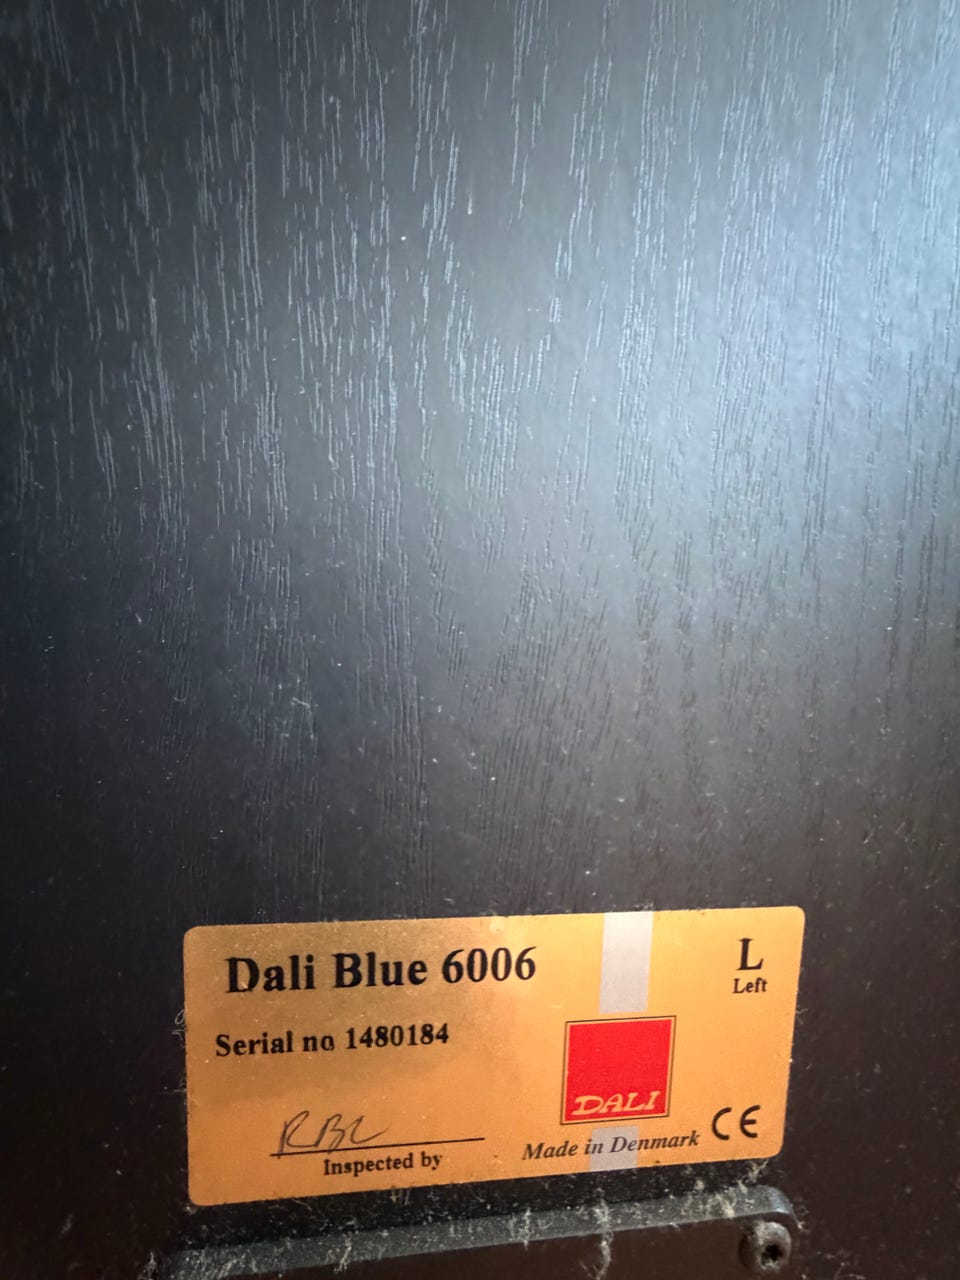 Dali Blue 6006
L
Left
Serial no 1480184
DALI
CE
Inspected by
Made in Denmark